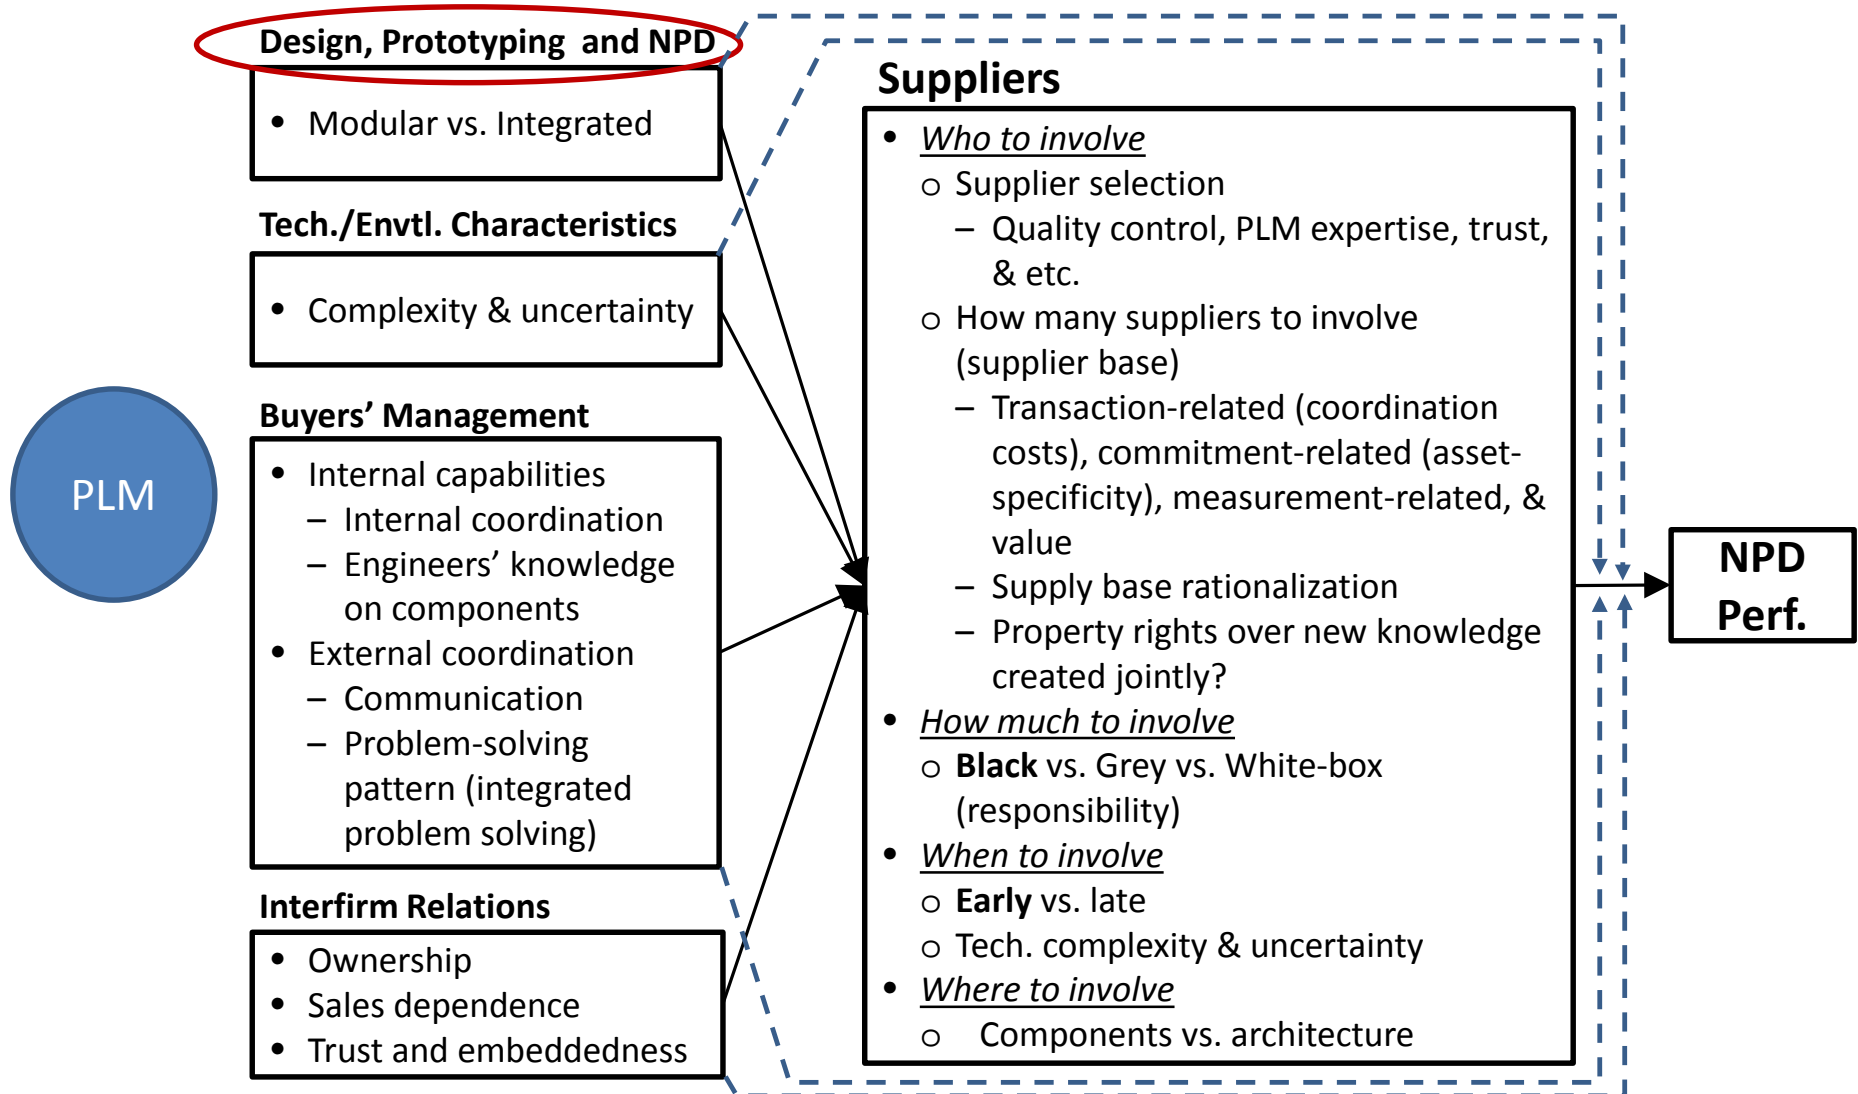 Design, Prototyping and NPD
• Modular vs. Integrated
Tech./Envtl. Characteristics
• Complexity & uncertainty
PLM
Buyers’ Management
• Internal capabilities
– Internal coordination
– Engineers’ knowledge
on components
• External coordination
– Communication
– Problem-solving
pattern (integrated
problem solving)
Interfirm Relations
• Ownership
• Sales dependence
• Trust and embeddedness
Suppliers
• Who to involve
o Supplier selection
– Quality control, PLM expertise, trust,
& etc.
o How many suppliers to involve
(supplier base)
– Transaction-related (coordination
costs), commitment-related (asset-
specificity), measurement-related, &
value
– Supply base rationalization
– Property rights over new knowledge
created jointly?
• How much to involve
o Black vs. Grey vs. White-box
(responsibility)
• When to involve
o Early vs. late
o Tech. complexity & uncertainty
• Where to involve
o Components vs. architecture
NPD
Perf.